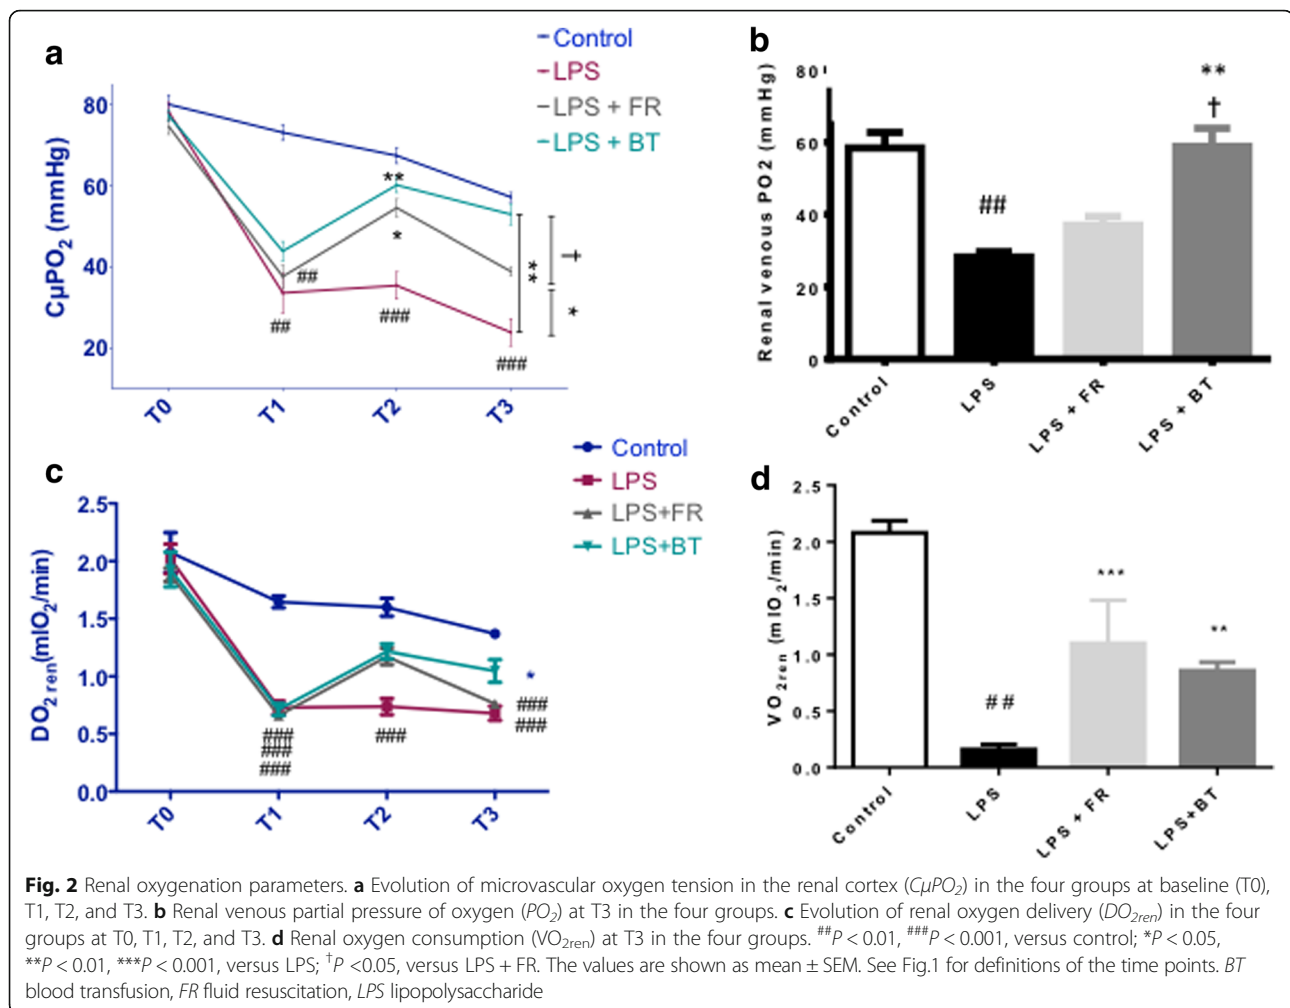 a
Control
LPS
LPS + FR
LPS + BT
CμPO2 (mmHg)
80
60
40
20
**
*
##
##
###
###
**
†
*
T0
T1
T2
T3
b
Renal venous PO2 (mmHg)
80
60
40
20
0
##
**
†
Control
LPS
LPS + FR
LPS + BT
c
Control
LPS
LPS+FR
LPS+BT
DO2 ren(mlO2/min)
2.5
2.0
1.5
1.0
0.5
0.0
###
###
###
###
*
###
###
T0
T1
T2
T3
d
VO2ren (mlO2/min)
2.5
2.0
1.5
1.0
0.5
0.0
##
***
**
Control
LPS
LPS + FR
LPS+BT
Fig. 2 Renal oxygenation parameters. a Evolution of microvascular oxygen tension in the renal cortex (CμPO2) in the four groups at baseline (T0),
T1, T2, and T3. b Renal venous partial pressure of oxygen (PO2) at T3 in the four groups. c Evolution of renal oxygen delivery (DO2ren) in the four
groups at T0, T1, T2, and T3. d Renal oxygen consumption (VO2ren) at T3 in the four groups. ##P < 0.01, ###P < 0.001, versus control; *P < 0.05,
**P < 0.01, ***P < 0.001, versus LPS; †P <0.05, versus LPS + FR. The values are shown as mean ± SEM. See Fig.1 for definitions of the time points. BT
blood transfusion, FR fluid resuscitation, LPS lipopolysaccharide